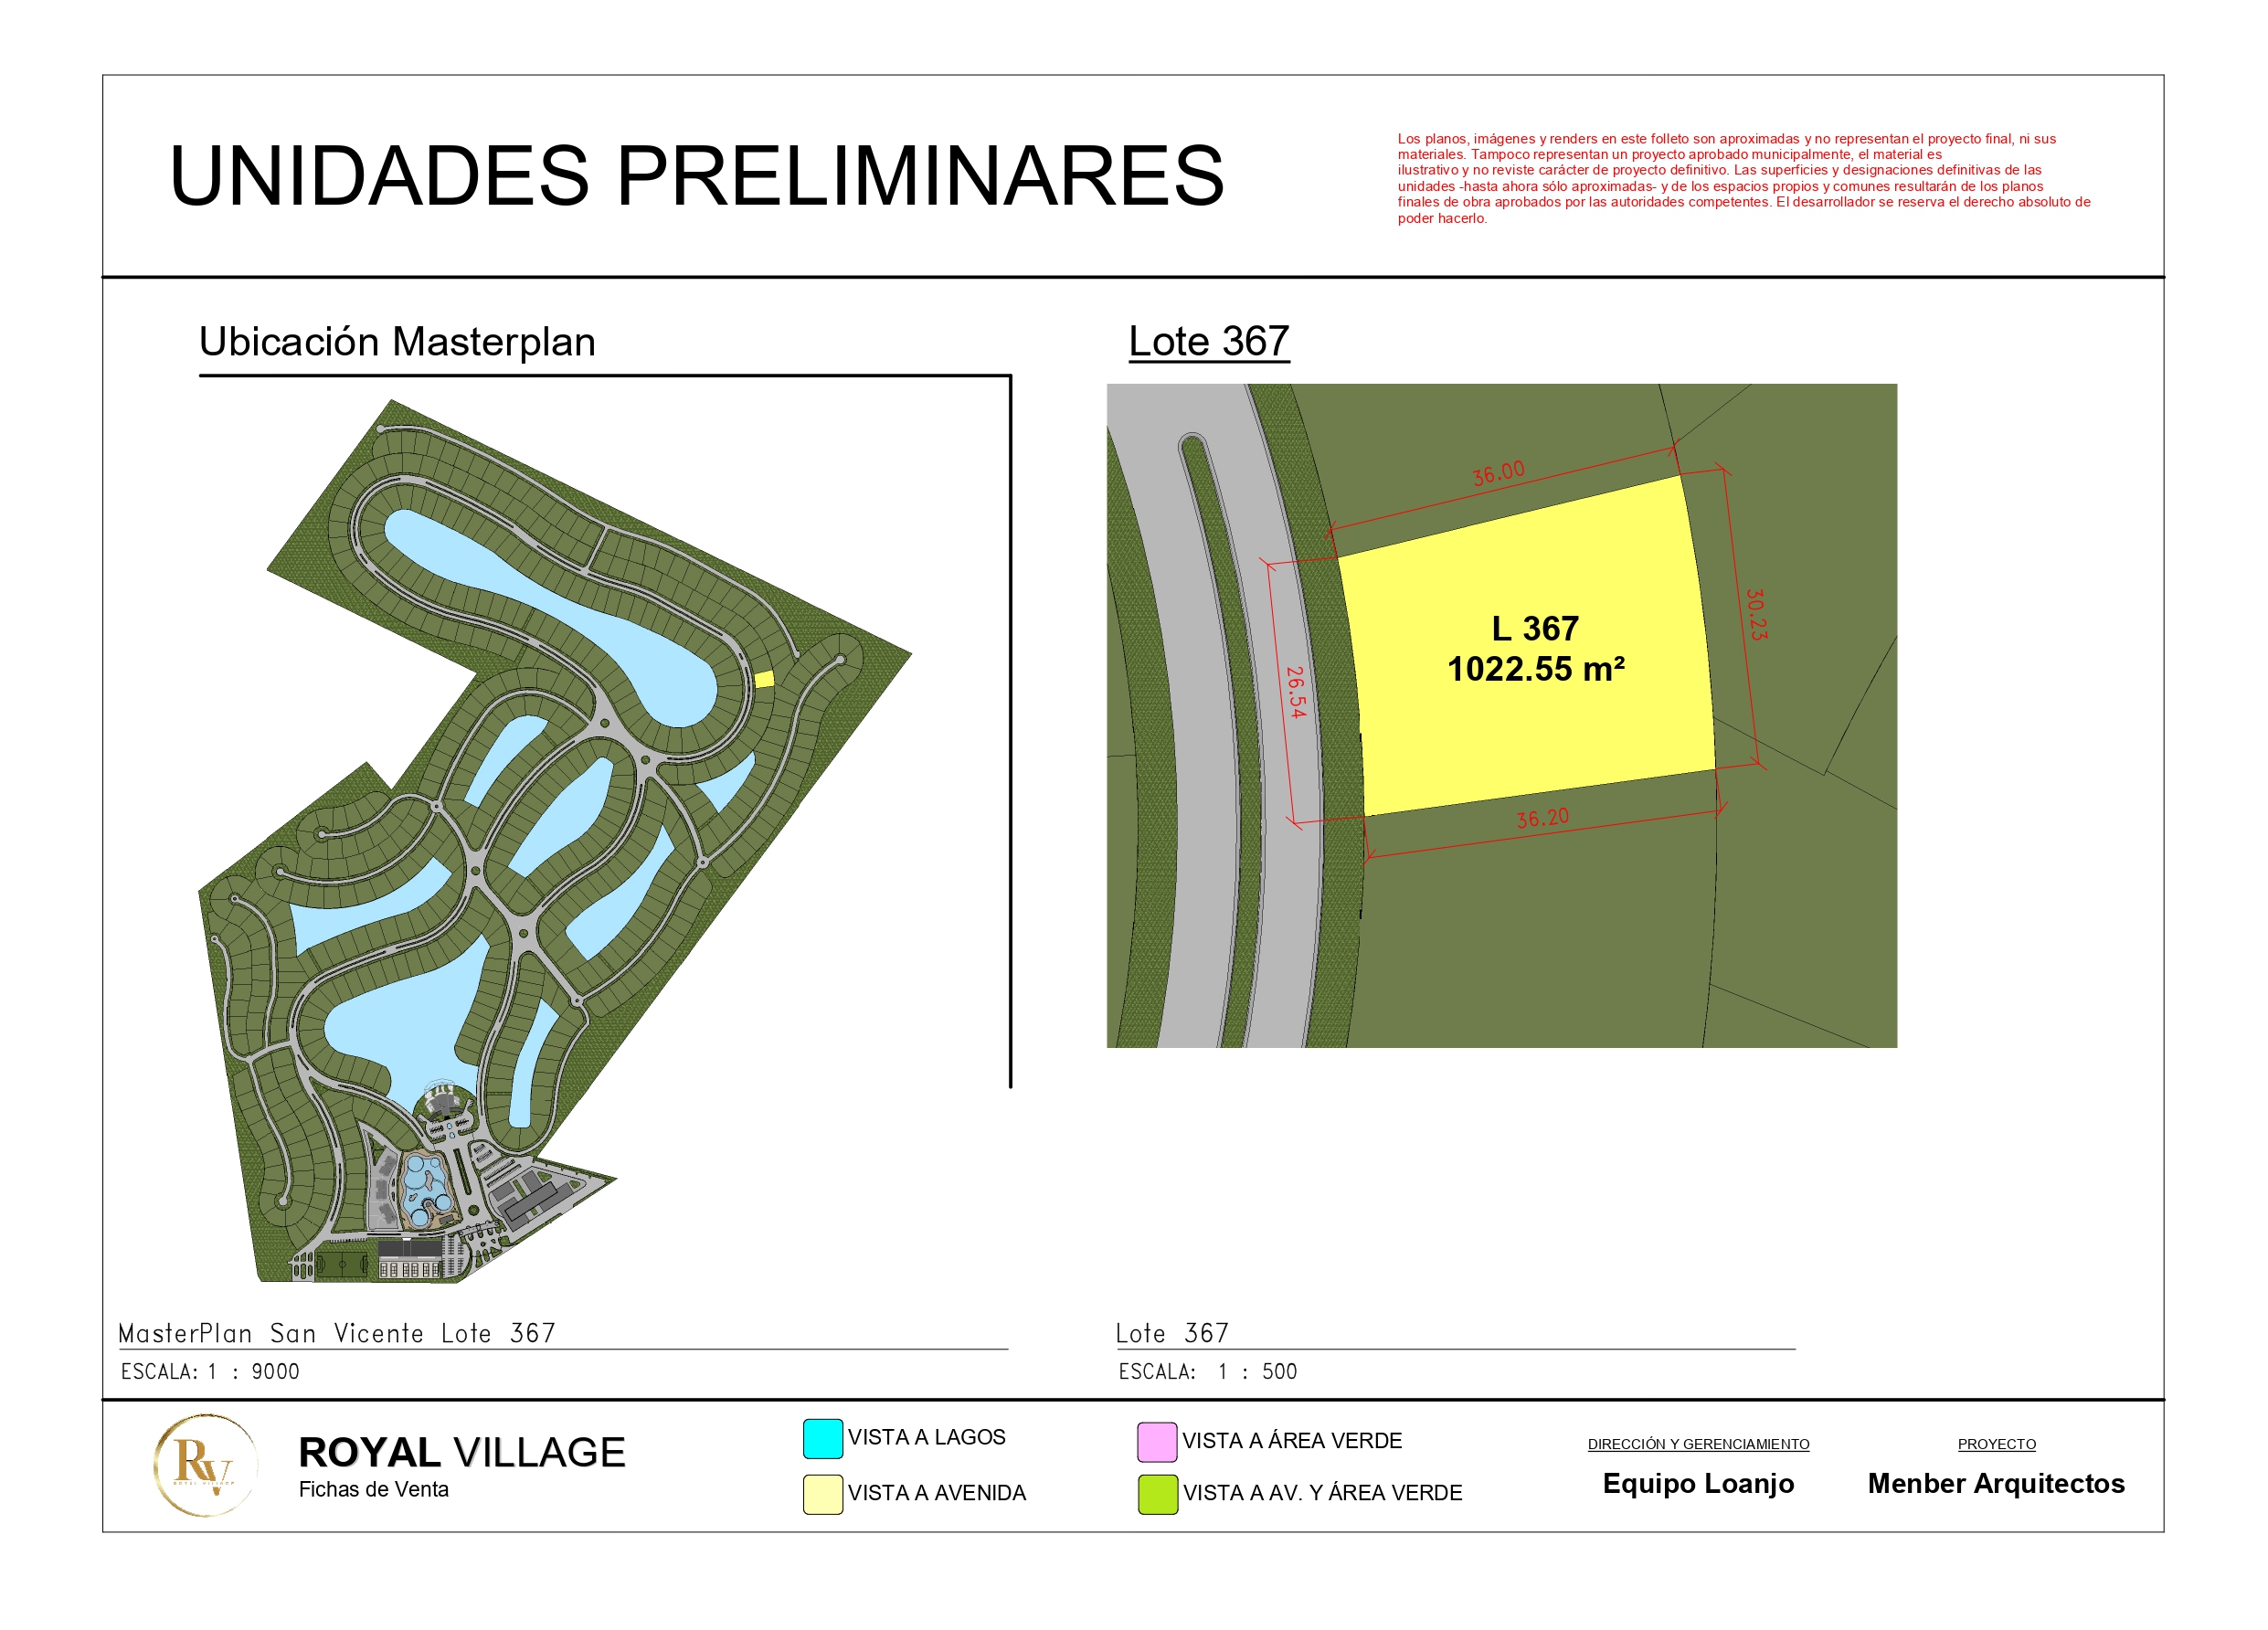 UNIDADES PRELIMINARES
Los planos, imágenes y renders en este folleto son aproximadas y no representan el proyecto final, ni sus
materiales. Tampoco representan un proyecto aprobado municipalmente, el material es
ilustrativo y no reviste carácter de proyecto definitivo. Las superficies y designaciones definitivas de las
unidades -hasta ahora sólo aproximadas- y de los espacios propios y comunes resultarán de los planos
finales de obra aprobados por las autoridades competentes. El desarrollador se reserva el derecho absoluto de
poder hacerlo.
Ubicación Masterplan
Lote 367
36.00
30.23
L 367
1022.55 m²
26.54
36.20
MasterPlan San Vicente Lote 367
ESCALA: 1 : 9000
Lote 367
ESCALA: 1 : 500
RV
ROYAL VILLAGE
ROYAL VILLAGE
Fichas de Venta
VISTA A LAGOS
VISTA A AVENIDA
VISTA A ÁREA VERDE
VISTA A AV. Y ÁREA VERDE
DIRECCIÓN Y GERENCIAMIENTO
Equipo Loanjo
PROYECTO
Menber Arquitectos